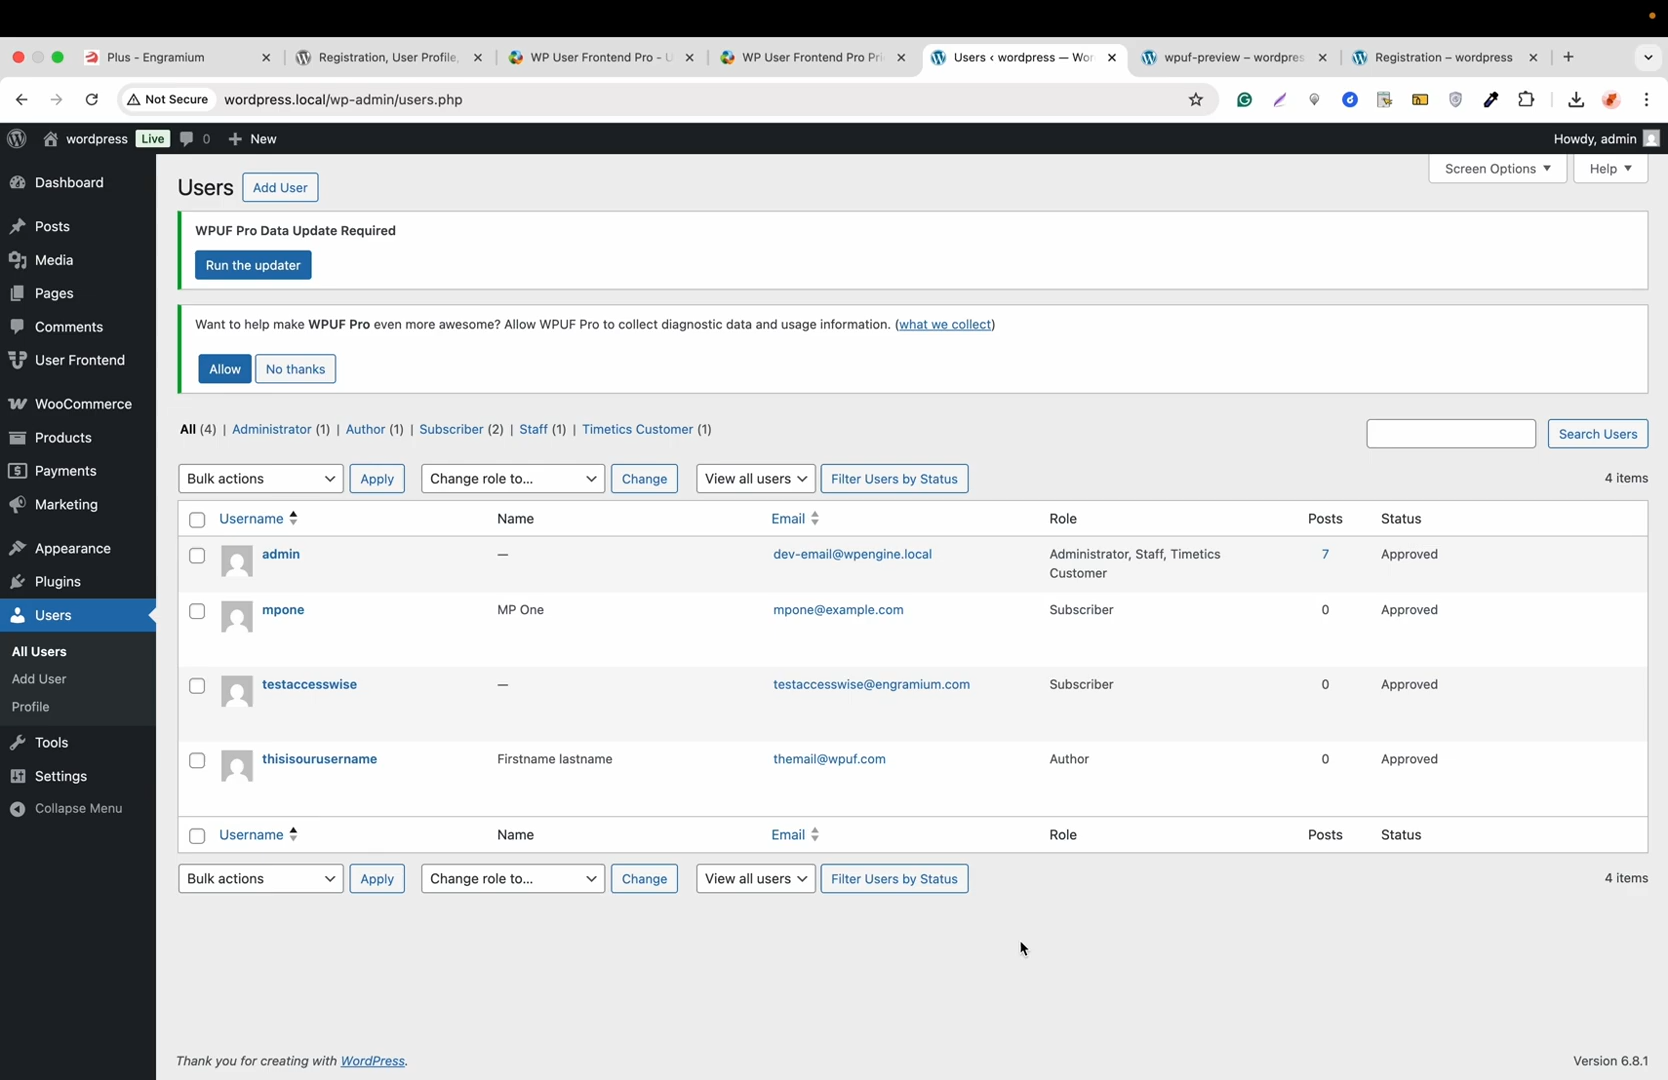 Plus - Engramium
Registration, User Profile,
WP User Frontend Pro - U
WP User Frontend Pro Pri
Users ‹ wordpress — Wor
wpuf-preview – wordpres
Registration – wordpress
Not Secure
wordpress.local/wp-admin/users.php
wordpress
Live
0
New
Howdy, admin
Dashboard
Posts
Media
Pages
Comments
User Frontend
WooCommerce
Products
Payments
Marketing
Appearance
Plugins
Users
All Users
Add User
Profile
Tools
Settings
Collapse Menu
Screen Options
Help
Users
Add User
WPUF Pro Data Update Required
Run the updater
Want to help make WPUF Pro even more awesome? Allow WPUF Pro to collect diagnostic data and usage information. (what we collect)
Allow
No thanks
All (4) | Administrator (1) | Author (1) | Subscriber (2) | Staff (1) | Timetics Customer (1)
Search Users
Bulk actions
Apply
Change role to...
Change
View all users
Filter Users by Status
4 items
Username Name Email Role Posts Status
admin — dev-email@wpengine.local Administrator, Staff, Timetics 7 Approved
Customer
mpone MP One mpone@example.com Subscriber 0 Approved
testaccesswise — testaccesswise@engramium.com Subscriber 0 Approved
thisisourusername Firstname lastname themail@wpuf.com Author 0 Approved
Username Name Email Role Posts Status
Bulk actions
Apply
Change role to...
Change
View all users
Filter Users by Status
4 items
Thank you for creating with WordPress.
Version 6.8.1